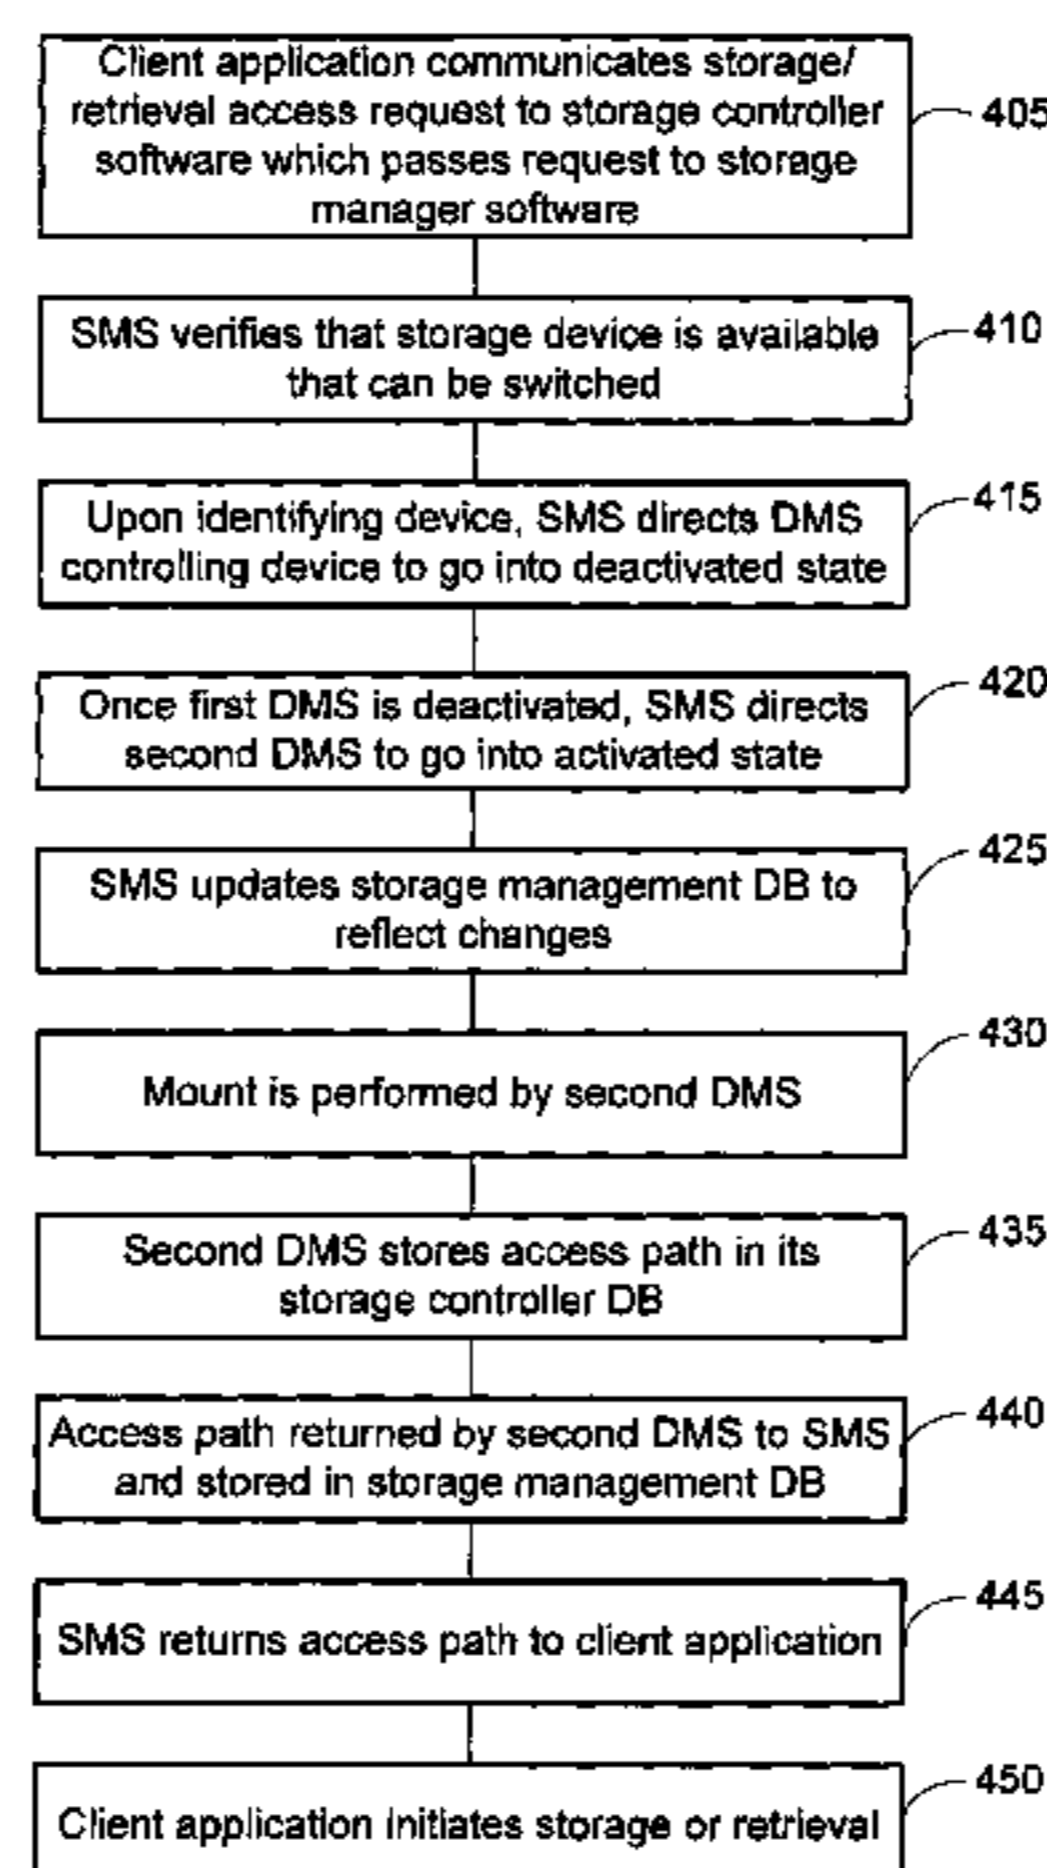 Client application communicates storage/
retrieval access request to storage controller
software which passes request to storage
manager software
405
SMS verifies that storage device is available
that can be switched
410
Upon identifying device, SMS directs DMS
controlling device to go into deactivated state
415
Once first DMS is deactivated, SMS directs
second DMS to go into activated state
420
SMS updates storage management DB to
reflect changes
425
Mount is performed by second DMS
430
Second DMS stores access path in its
storage controller DB
435
Access path returned by second DMS to SMS
and stored in storage management DB
440
SMS returns access path to client application
445
Client application initiates storage or retrieval
450